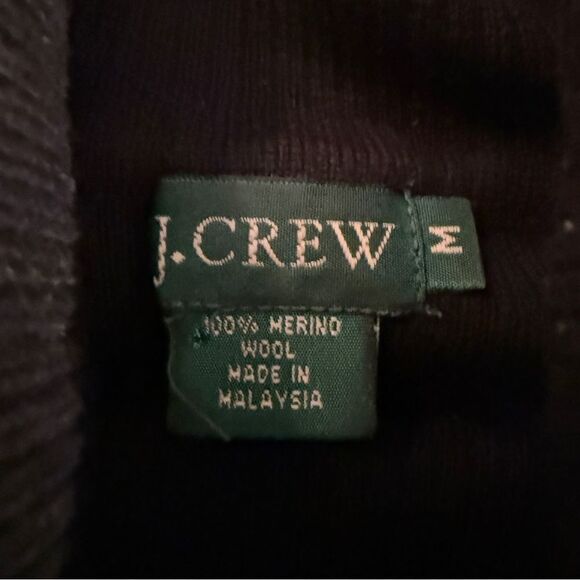 J.CREW
M
100% MERINO
WOOL
MADE IN
MALAYSIA